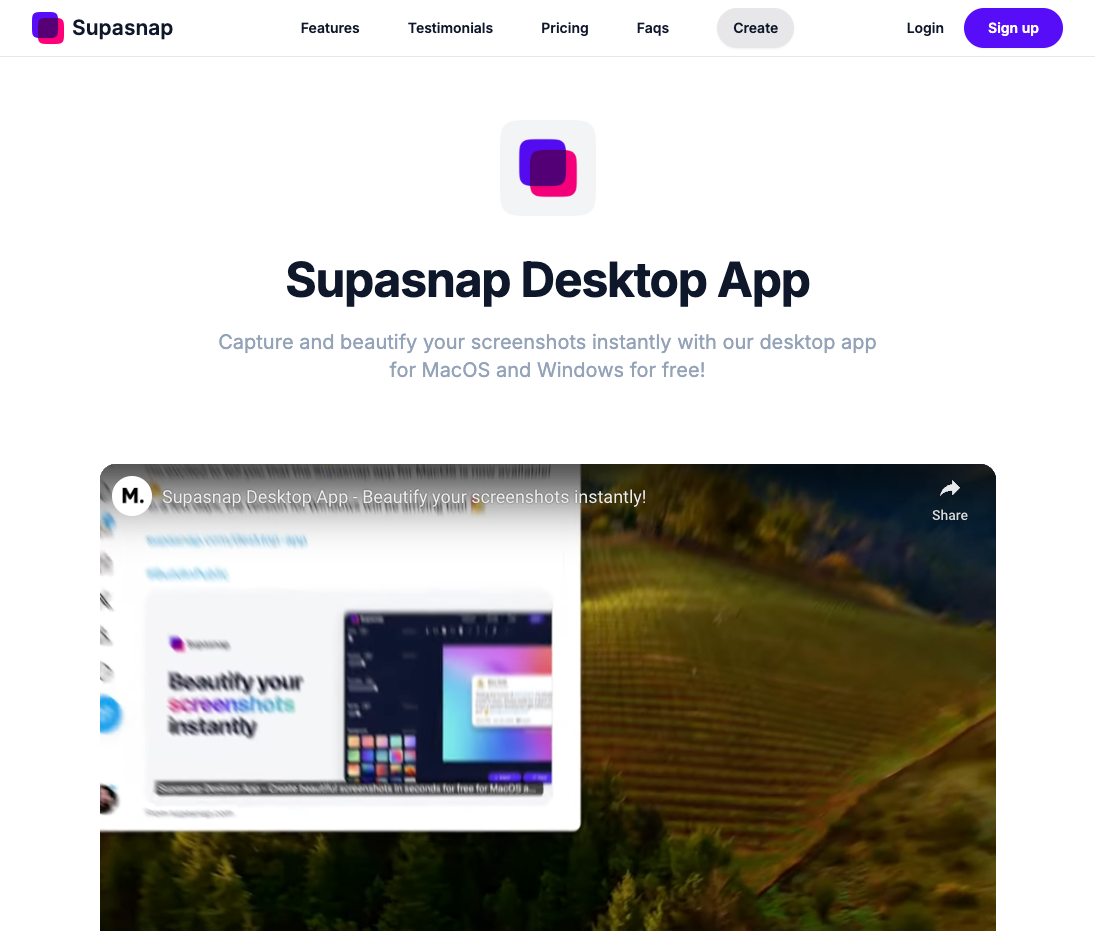 Supasnap
Features
Testimonials
Pricing
Faqs
Create
Login
Sign up
Supasnap Desktop App
Capture and beautify your screenshots instantly with our desktop app
for MacOS and Windows for free!
M.
Supasnap Desktop App - Beautify your screenshots instantly!
Share
supasnap.com/desktop-app
Supasnap
Beautify your
screenshots
instantly
Supasnap Desktop App - Create beautiful screenshots in seconds for free for MacOS a...
From supasnap.com